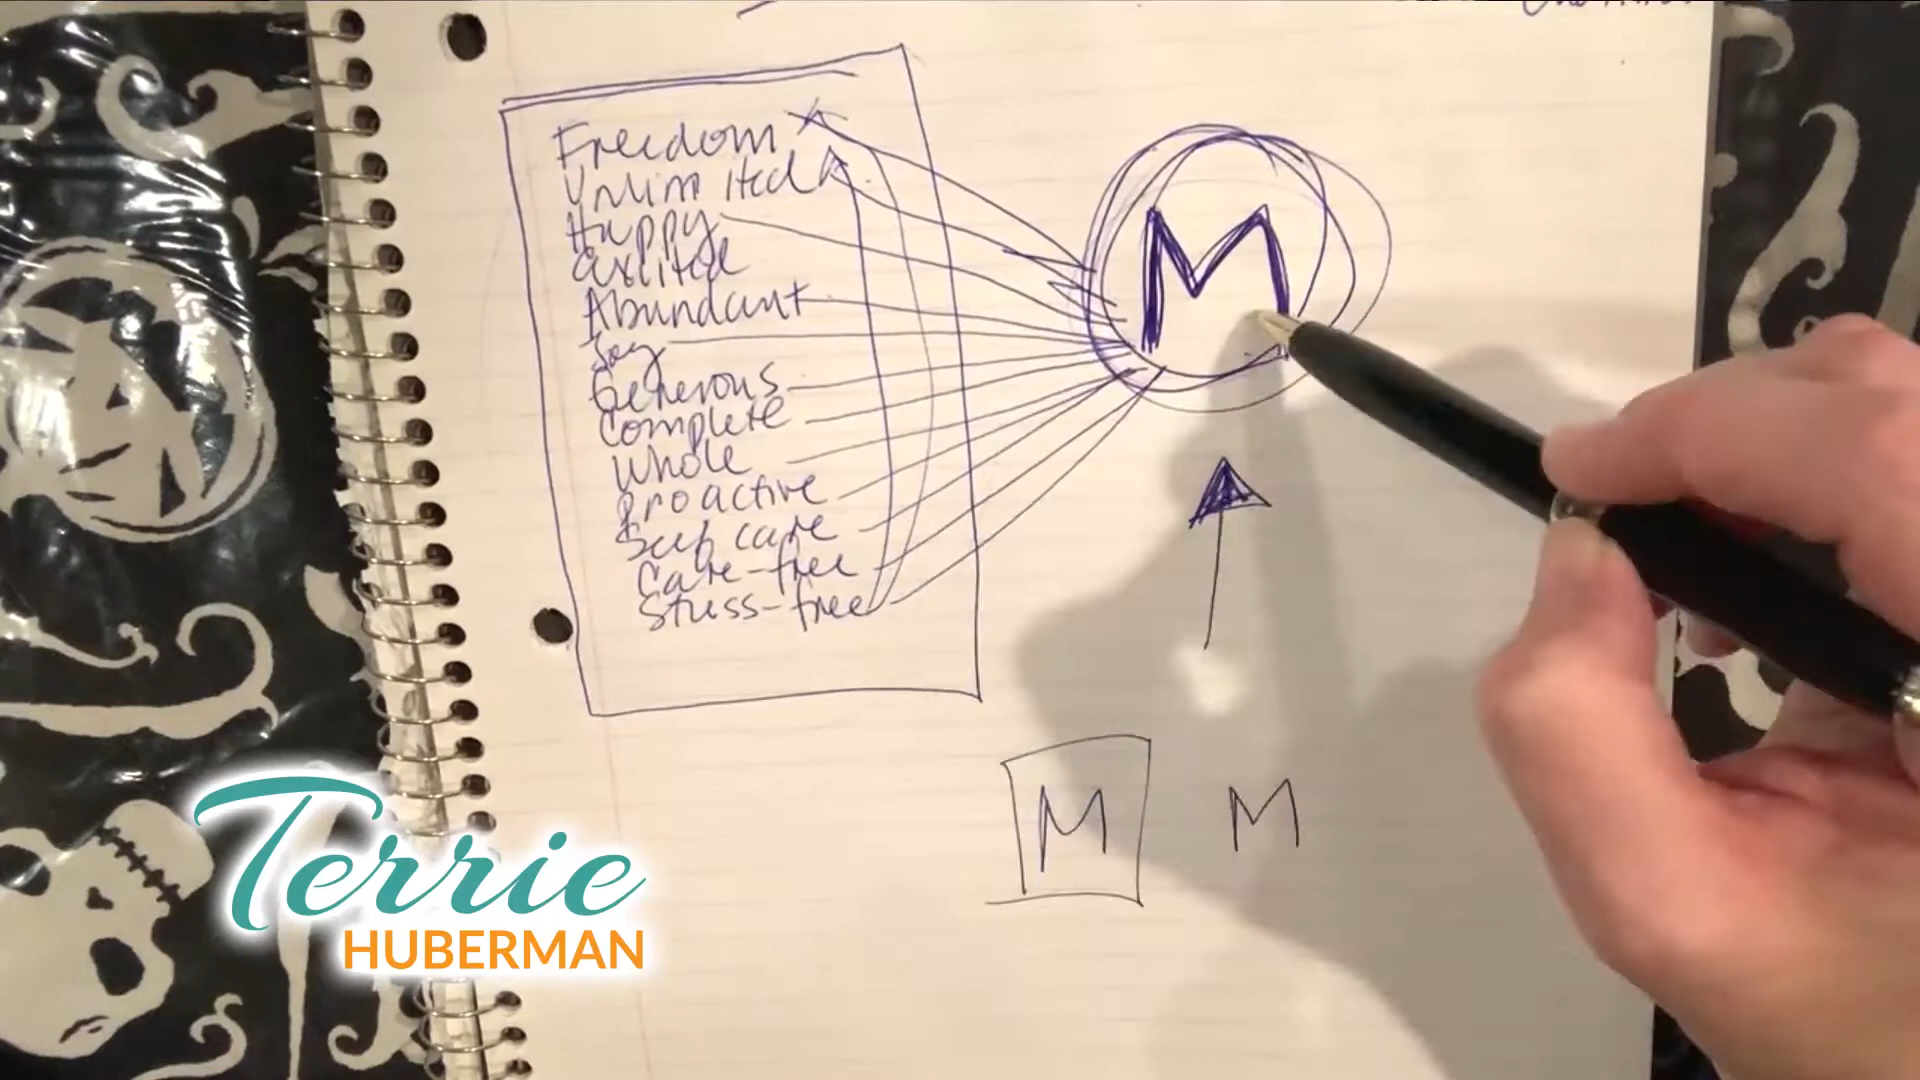 Freedom
Unlimited
Happy
Excited
Abundant
Joy
Generous
Complete
Whole
Proactive
Self care
Care-free
Stress-free
M
M
M
Terrie
HUBERMAN